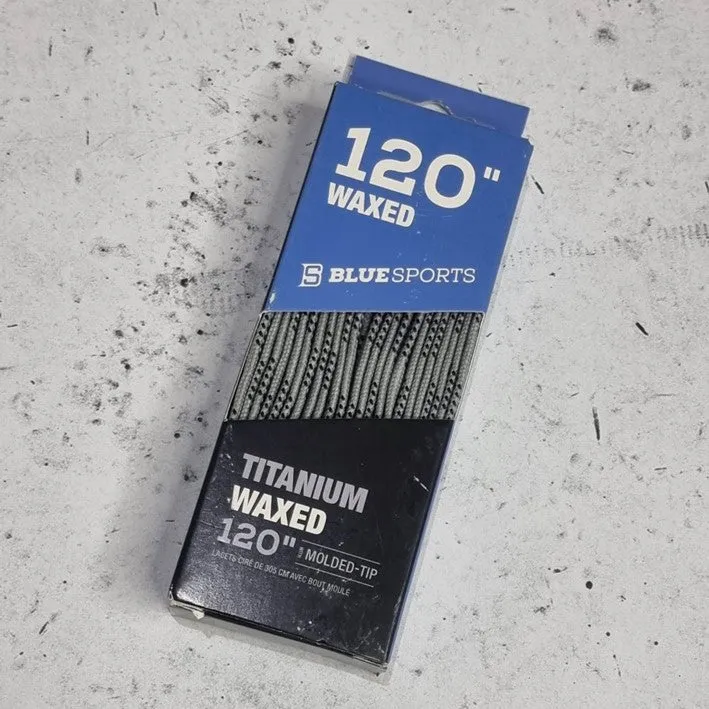 120"
WAXED
BLUESPORTS
TITANIUM
WAXED
120" MOLDED-TIP
LACETS CIRÉ DE 305 CM AVEC BOUT MOULÉ